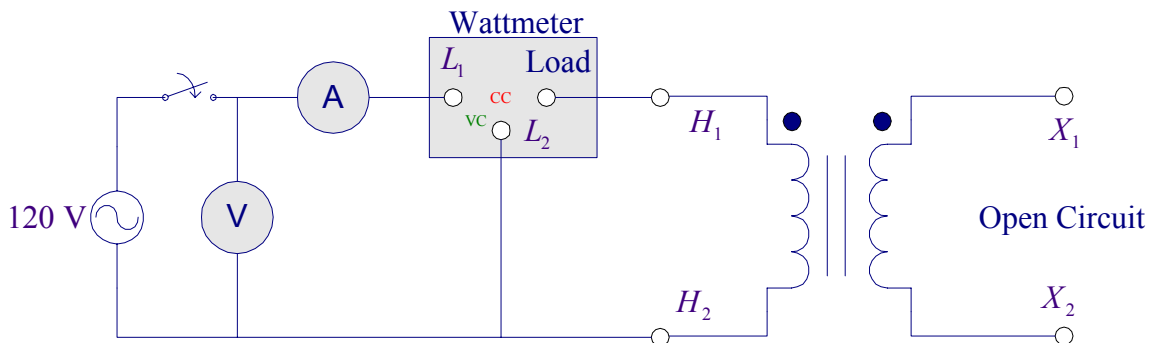 Wattmeter
L₁
Load
A
CC
VC
L₂
H₁
X₁
120 V
V
Open Circuit
H₂
X₂